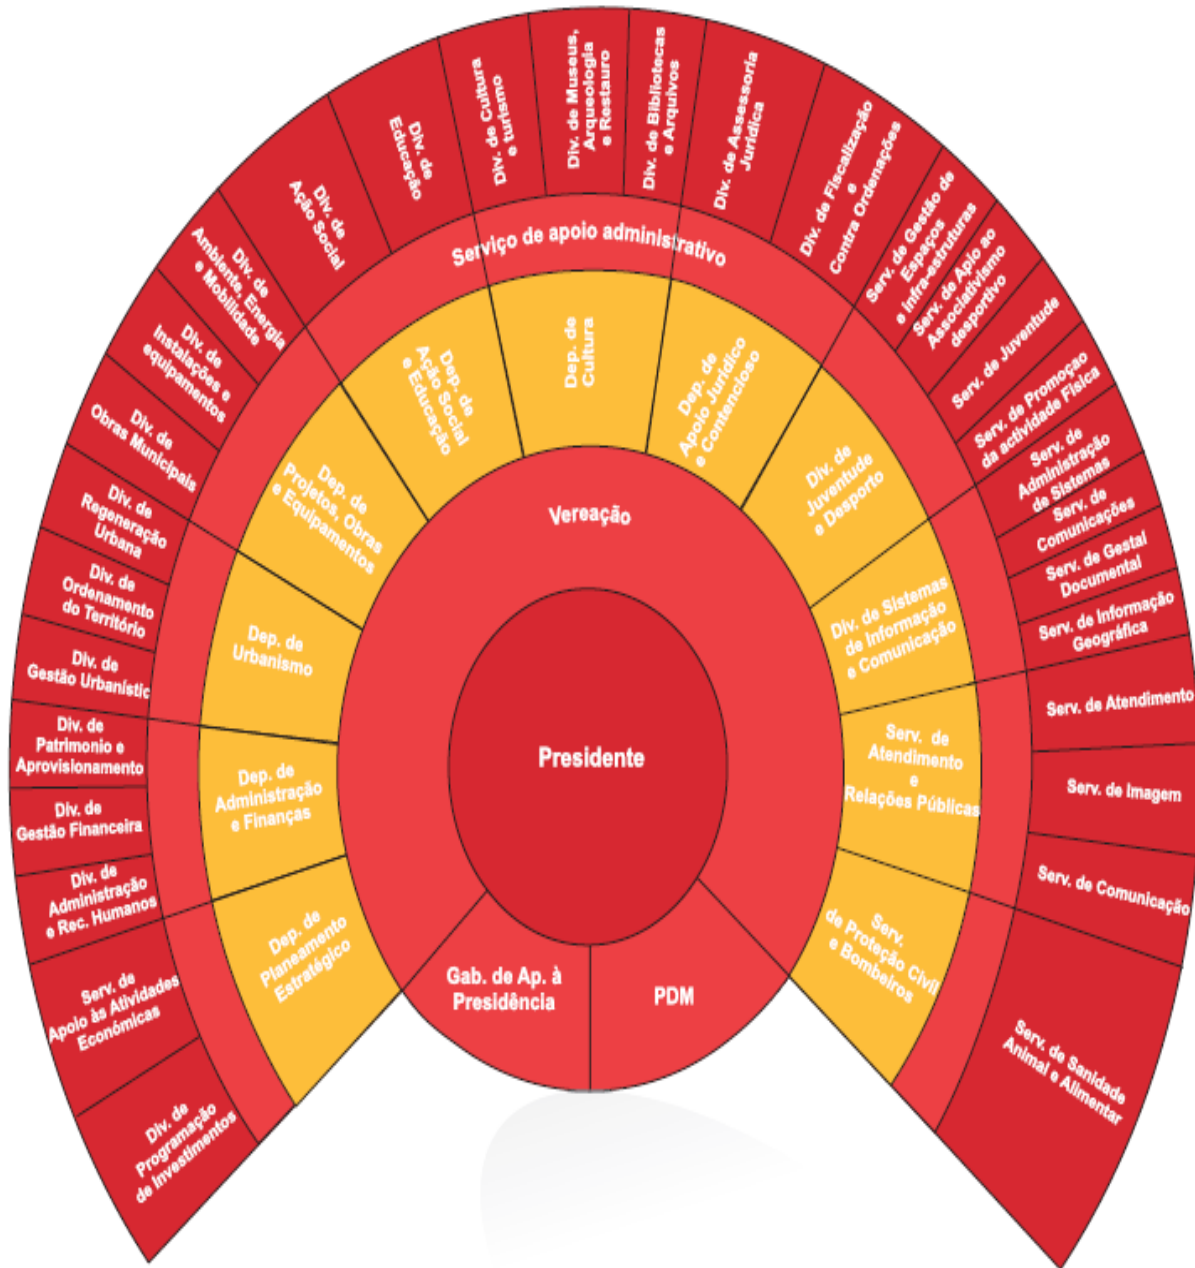 Div. de
Programação
de Investimentos
Serv. de
Apoio às Atividades
Económicas
Div. de
Administração
e Rec. Humanos
Div. de
Gestão Financeira
Div. de
Patrimonio e
Aprovisionamento
Div. de
Gestão Urbanístic
Div. de
Ordenamento
do Território
Div. de
Regeneração
Urbana
Div. de
Obras Municipais
Div. de
Instalações e
equipamentos
Div. de
Ambiente, Energia
e Mobilidade
Div. de
Ação Social
Div. de
Educação
Div. de Cultura
e turismo
Div. de Museus,
Arqueologia
e Restauro
Div. de Bibliotecas
e Arquivos
Div. de Assessoria
Jurídica
Div. de Fiscalização
e
Contra Ordenações
Serv. de Gestão de
Espaços
e Infra-estruturas
Serv. de Apio ao
Associativismo
desportivo
Serv. de Juventude
Serv. de Promoçao
da actividade Fisica
Serv. de
Administração
de Sistemas
Serv. de
Comunicações
Serv. de Gestal
Documental
Serv. de Informação
Geográfica
Serv. de Atendimento
Serv. de Imagem
Serv. de Comunicação
Serv. de Sanidade
Animal e Alimentar
Serviço de apoio administrativo
Dep. de
Planeamento
Estratégico
Dep. de
Administração
e Finanças
Dep. de
Urbanismo
Dep. de
Projetos, Obras
e Equipamentos
Dep. de
Ação Social
e Educação
Dep. de
Cultura
Dep. de
Apoio Jurídico
e Contencioso
Div. de
Juventude
e Desporto
Div. de Sistemas
de Informação
e Comunicação
Serv. de
Atendimento
e
Relações Públicas
Serv.
de Proteção Civil
e Bombeiros
Vereação
Presidente
Gab. de Ap. à
Presidência
PDM